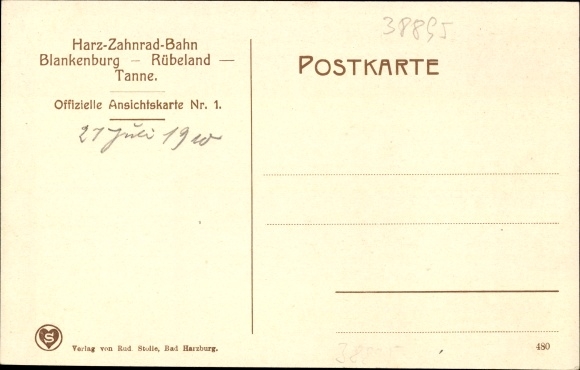 38895
Harz-Zahnrad-Bahn
Blankenburg — Rübeland —
Tanne.
Offizielle Ansichtskarte Nr. 1.
27 Juli 1910
POSTKARTE
S
Verlag von Rud. Stolle, Bad Harzburg.
480